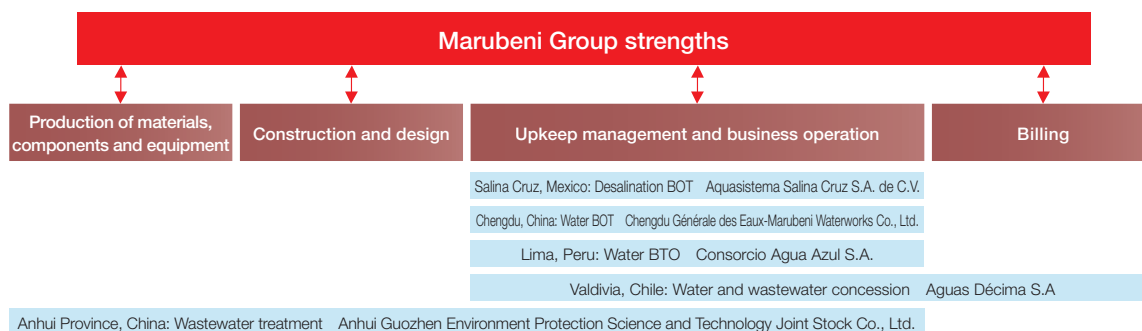 Marubeni Group strengths
Production of materials,
components and equipment
Construction and design
Upkeep management and business operation
Billing
Salina Cruz, Mexico: Desalination BOT Aquasistema Salina Cruz S.A. de C.V.
Chengdu, China: Water BOT Chengdu Générale des Eaux-Marubeni Waterworks Co., Ltd.
Lima, Peru: Water BTO Consorcio Agua Azul S.A.
Valdivia, Chile: Water and wastewater concession Aguas Décima S.A
Anhui Province, China: Wastewater treatment Anhui Guozhen Environment Protection Science and Technology Joint Stock Co., Ltd.